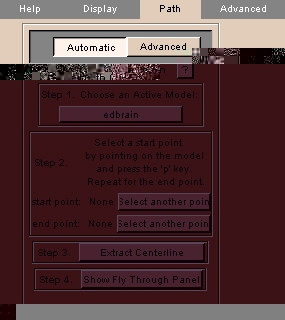 Help Display Path Advanced
Automatic Advanced
?
Step 1. Choose an Active Model:
edbrain
Step 2.
Select a start point
by pointing on the model
and press the 'p' key.
Repeat for the end point.
start point: None Select another poin
end point: None Select another poin
Step 3. Extract Centerline
Step 4. Show Fly Through Panel